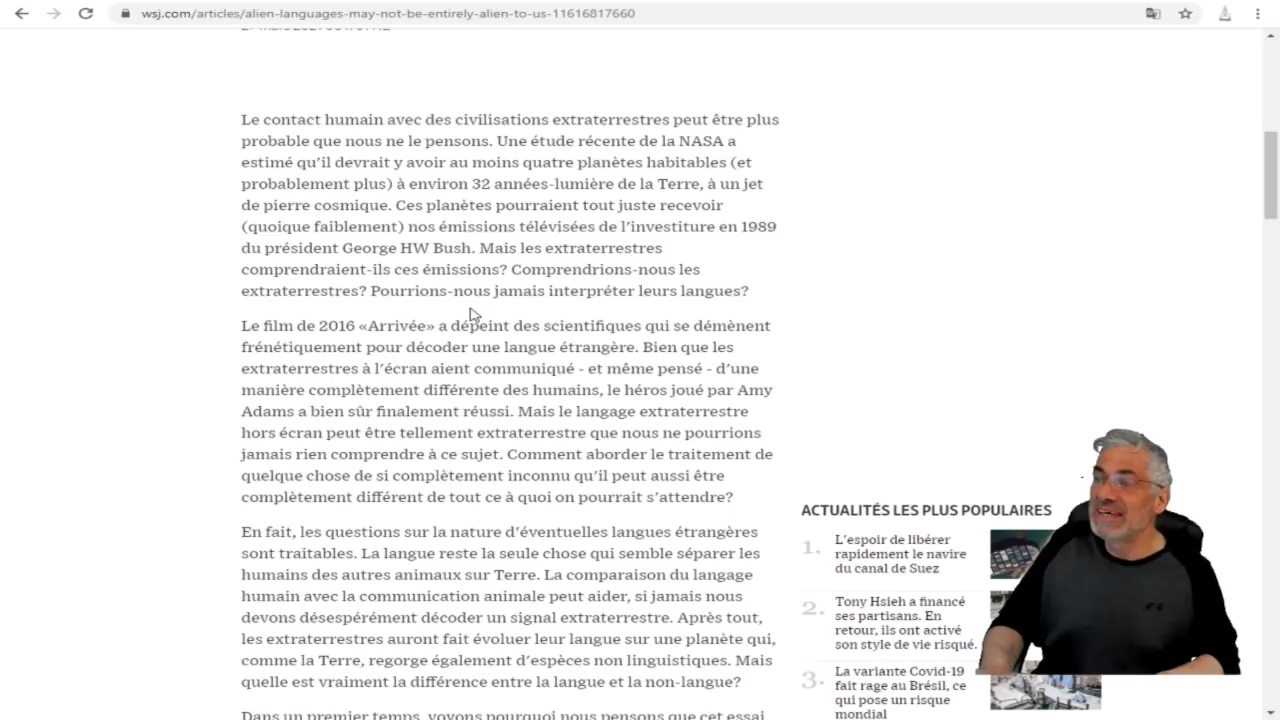 wsj.com/articles/alien-languages-may-not-be-entirely-alien-to-us-11616817660
Le contact humain avec des civilisations extraterrestres peut être plus
probable que nous ne le pensons. Une étude récente de la NASA a
estimé qu'il devrait y avoir au moins quatre planètes habitables (et
probablement plus) à environ 32 années-lumière de la Terre, à un jet
de pierre cosmique. Ces planètes pourraient tout juste recevoir
(quoique faiblement) nos émissions télévisées de l'investiture en 1989
du président George HW Bush. Mais les extraterrestres
comprendraient-ils ces émissions? Comprendrions-nous les
extraterrestres? Pourrions-nous jamais interpréter leurs langues?
Le film de 2016 «Arrivée» a dépeint des scientifiques qui se démènent
frénétiquement pour décoder une langue étrangère. Bien que les
extraterrestres à l'écran aient communiqué - et même pensé - d'une
manière complètement différente des humains, le héros joué par Amy
Adams a bien sûr finalement réussi. Mais le langage extraterrestre
hors écran peut être tellement extraterrestre que nous ne pourrions
jamais rien comprendre à ce sujet. Comment aborder le traitement de
quelque chose de si complètement inconnu qu'il peut aussi être
complètement différent de tout ce à quoi on pourrait s'attendre?
En fait, les questions sur la nature d'éventuelles langues étrangères
sont traitables. La langue reste la seule chose qui semble séparer les
humains des autres animaux sur Terre. La comparaison du langage
humain avec la communication animale peut aider, si jamais nous
devons désespérément décoder un signal extraterrestre. Après tout,
les extraterrestres auront fait évoluer leur langue sur une planète qui,
comme la Terre, regorge également d'espèces non linguistiques. Mais
quelle est vraiment la différence entre la langue et la non-langue?
Dans un premier temps, voyons pourquoi nous pensons que cet essai
ACTUALITÉS LES PLUS POPULAIRES
1. L'espoir de libérer
rapidement le navire
du canal de Suez
2. Tony Hsieh a financé
ses partisans. En
retour, ils ont activé
son style de vie risqué.
3. La variante Covid-19
fait rage au Brésil, ce
qui pose un risque
mondial